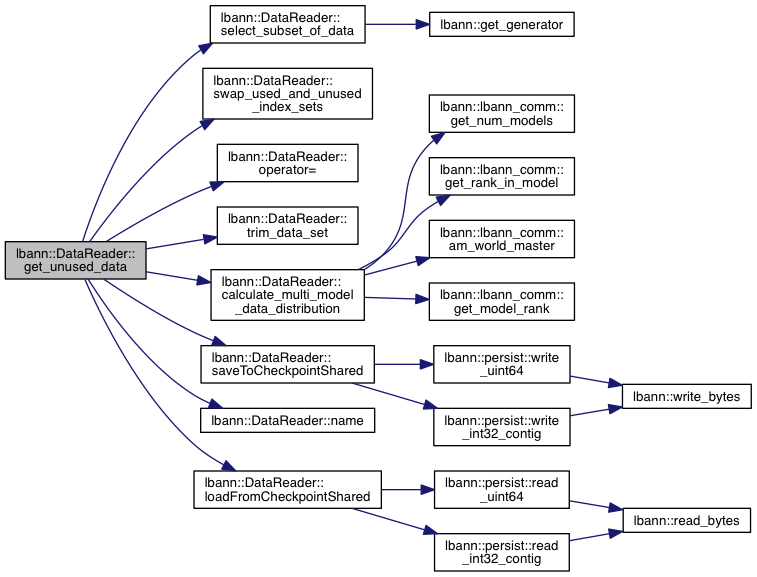 lbann::DataReader::
get_unused_data
lbann::DataReader::
select_subset_of_data
lbann::get_generator
lbann::DataReader::
swap_used_and_unused
_index_sets
lbann::DataReader::
operator=
lbann::DataReader::
trim_data_set
lbann::DataReader::
calculate_multi_model
_data_distribution
lbann::lbann_comm::
get_num_models
lbann::lbann_comm::
get_rank_in_model
lbann::lbann_comm::
am_world_master
lbann::lbann_comm::
get_model_rank
lbann::DataReader::
saveToCheckpointShared
lbann::persist::write
_uint64
lbann::persist::write
_int32_contig
lbann::write_bytes
lbann::DataReader::name
lbann::DataReader::
loadFromCheckpointShared
lbann::persist::read
_uint64
lbann::persist::read
_int32_contig
lbann::read_bytes